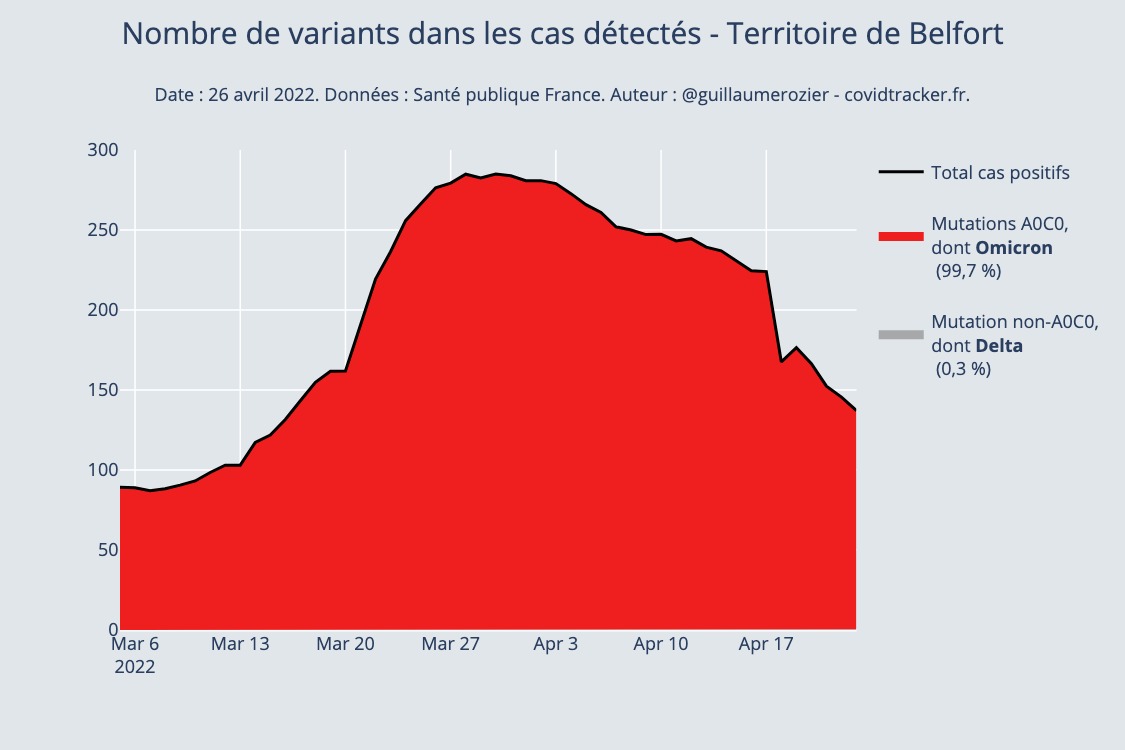 Nombre de variants dans les cas détectés - Territoire de Belfort
Date : 26 avril 2022. Données : Santé publique France. Auteur : @guillaumerozier - covidtracker.fr.
300
250
200
150
100
50
0
Mar 6
2022
Mar 13
Mar 20
Mar 27
Apr 3
Apr 10
Apr 17
Total cas positifs
Mutations A0C0,
dont Omicron
(99,7 %)
Mutation non-A0C0,
dont Delta
(0,3 %)